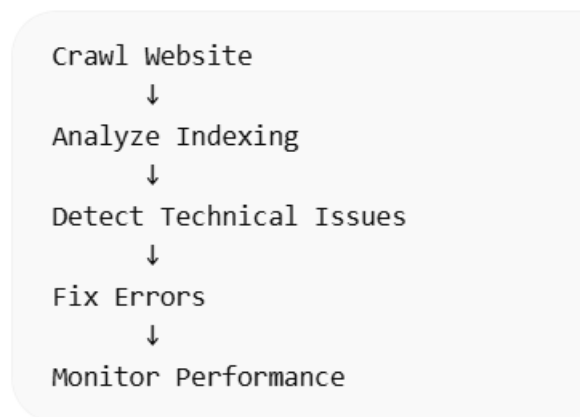 Crawl Website
↓
Analyze Indexing
↓
Detect Technical Issues
↓
Fix Errors
↓
Monitor Performance